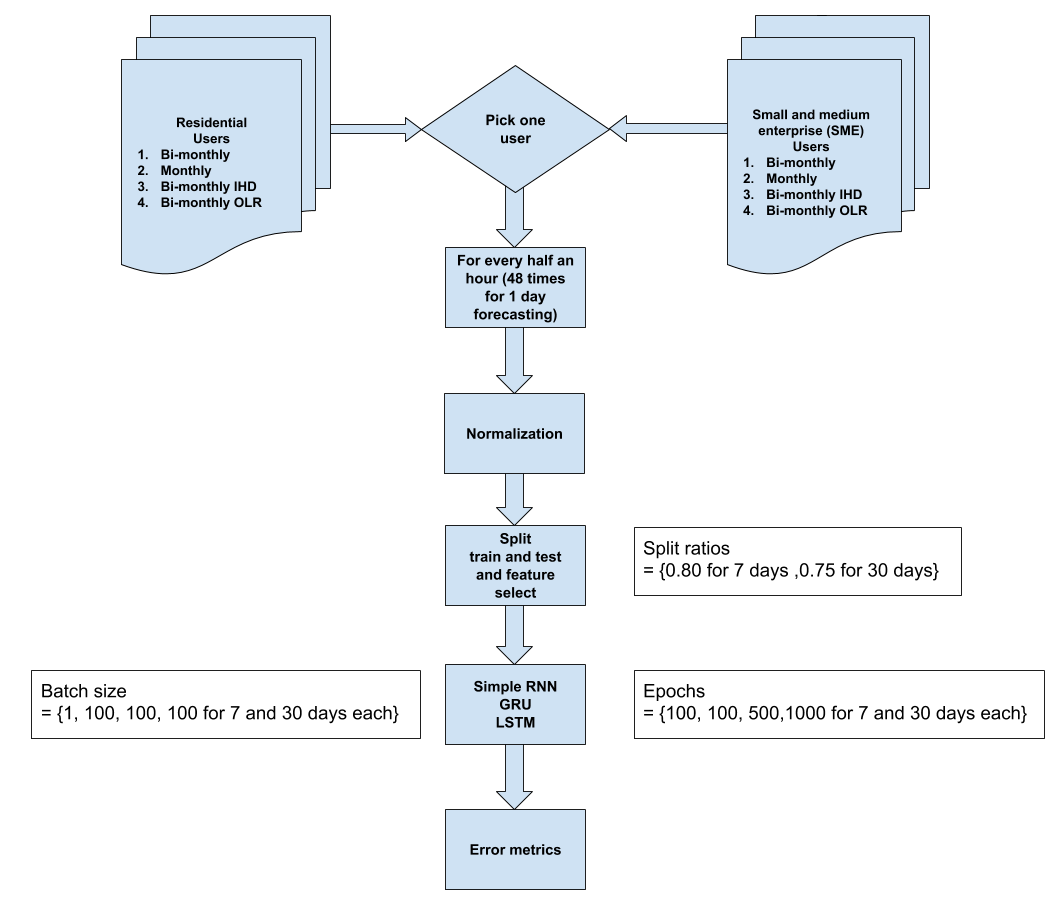 Residential
Users
1. Bi-monthly
2. Monthly
3. Bi-monthly IHD
4. Bi-monthly OLR
Pick one
user
Small and medium
enterprise (SME)
Users
1. Bi-monthly
2. Monthly
3. Bi-monthly IHD
4. Bi-monthly OLR
For every half an
hour (48 times
for 1 day
forecasting)
Normalization
Split
train and test
and feature
select
Split ratios
= {0.80 for 7 days ,0.75 for 30 days}
Batch size
= {1, 100, 100, 100 for 7 and 30 days each}
Simple RNN
GRU
LSTM
Epochs
= {100, 100, 500,1000 for 7 and 30 days each}
Error metrics